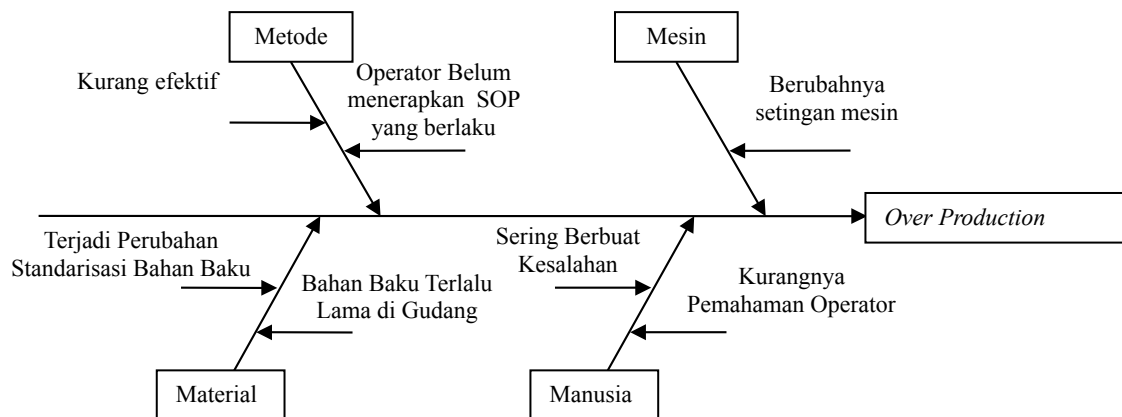 Metode
Mesin
Kurang efektif
Operator Belum
menerapkan SOP
yang berlaku
Berubahnya
setingan mesin
Over Production
Terjadi Perubahan
Standarisasi Bahan Baku
Bahan Baku Terlalu
Lama di Gudang
Sering Berbuat
Kesalahan
Kurangnya
Pemahaman Operator
Material
Manusia